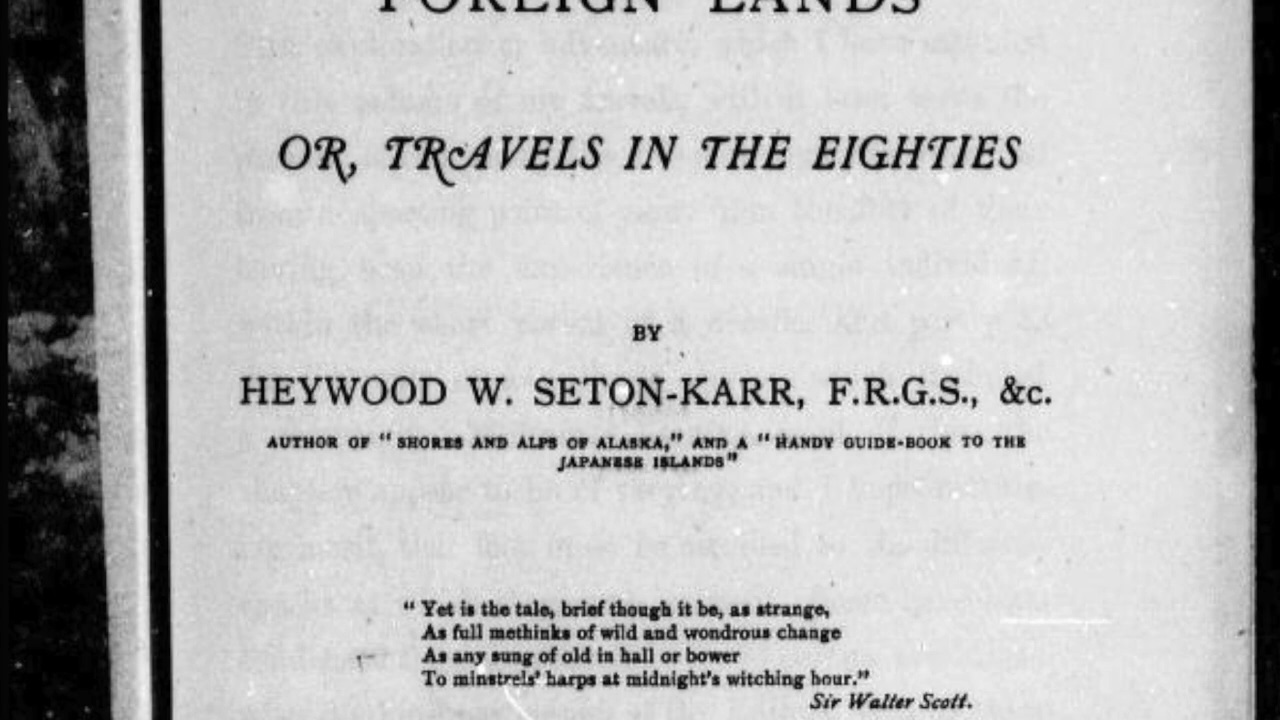 FOREIGN LANDS
OR, TRAVELS IN THE EIGHTIES
BY
HEYWOOD W. SETON-KARR, F.R.G.S., &c.
AUTHOR OF "SHORES AND ALPS OF ALASKA," AND A "HANDY GUIDE-BOOK TO THE
JAPANESE ISLANDS"
"Yet is the tale, brief though it be, as strange,
As full methinks of wild and wondrous change
As any sung of old in hall or bower
To minstrels' harps at midnight's witching hour."
Sir Walter Scott.